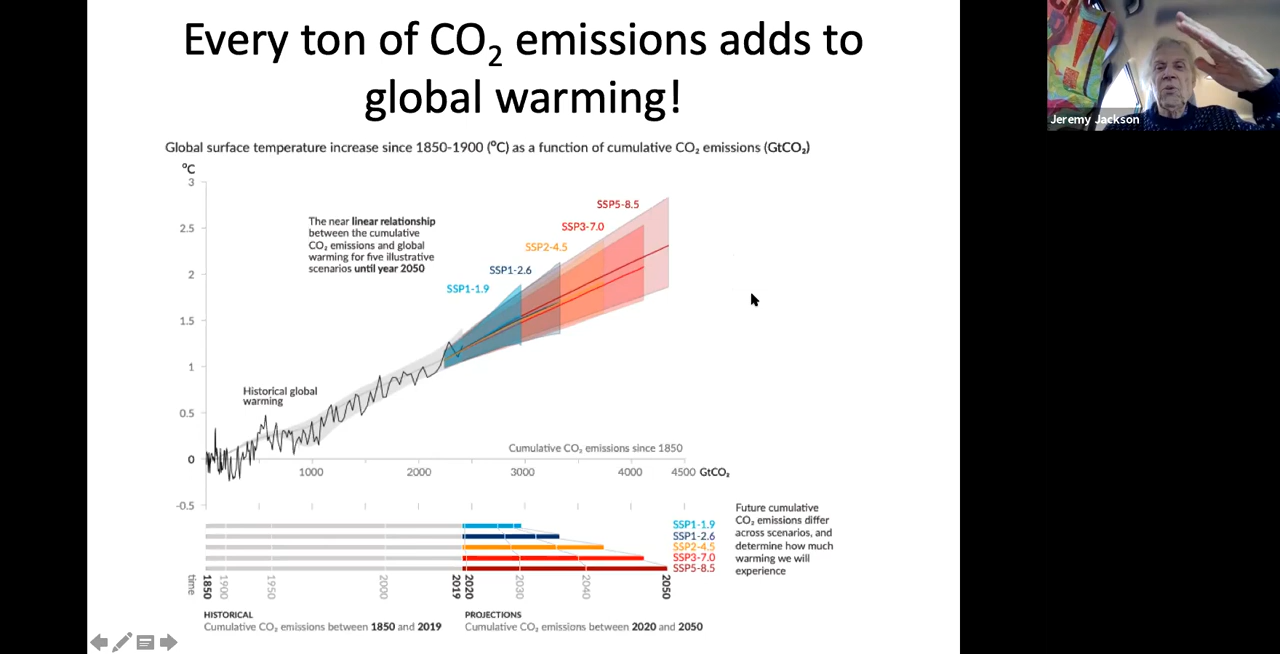 Every ton of CO₂ emissions adds to
global warming!
Jeremy Jackson
Global surface temperature increase since 1850-1900 (°C) as a function of cumulative CO₂ emissions (GtCO₂)
°C
3
2.5
2
1.5
1
0.5
0
-0.5
The near linear relationship
between the cumulative
CO₂ emissions and global
warming for five illustrative
scenarios until year 2050
SSP5-8.5
SSP3-7.0
SSP2-4.5
SSP1-2.6
SSP1-1.9
Historical global
warming
Cumulative CO₂ emissions since 1850
1000 2000 3000 4000 4500 GtCO₂
SSP1-1.9
SSP1-2.6
SSP2-4.5
SSP3-7.0
SSP5-8.5
Future cumulative
CO₂ emissions differ
across scenarios, and
determine how much
warming we will
experience
time 1850 1900 1950 2000 2019 2020 2030 2040 2050
HISTORICAL
Cumulative CO₂ emissions between 1850 and 2019
PROJECTIONS
Cumulative CO₂ emissions between 2020 and 2050